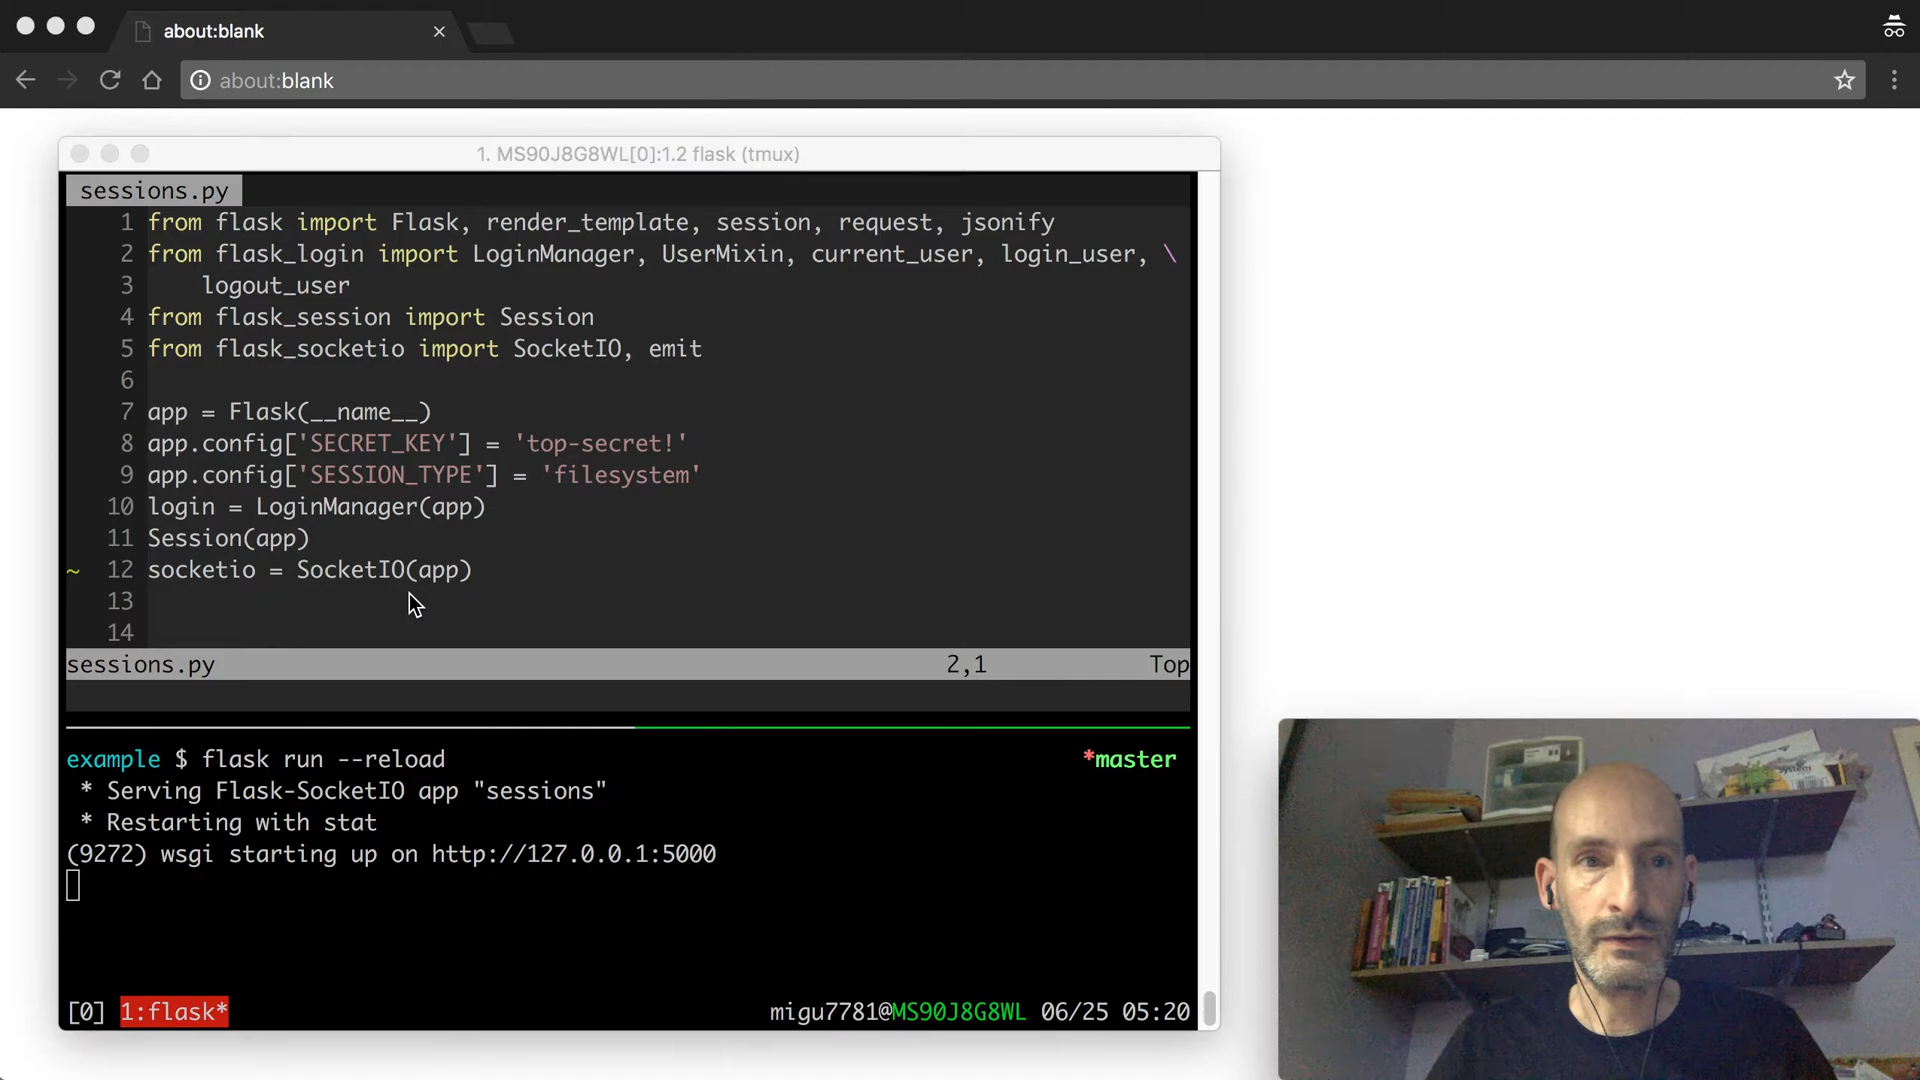 about:blank
about:blank
1. MS90J8G8WL[0]:1.2 flask (tmux)
sessions.py
1 from flask import Flask, render_template, session, request, jsonify
2 from flask_login import LoginManager, UserMixin, current_user, login_user, \
3     logout_user
4 from flask_session import Session
5 from flask_socketio import SocketIO, emit
6
7 app = Flask(__name__)
8 app.config['SECRET_KEY'] = 'top-secret!'
9 app.config['SESSION_TYPE'] = 'filesystem'
10 login = LoginManager(app)
11 Session(app)
~ 12 socketio = SocketIO(app)
13
14
sessions.py 2,1 Top
example $ flask run --reload *master
* Serving Flask-SocketIO app "sessions"
* Restarting with stat
(9272) wsgi starting up on http://127.0.0.1:5000
[0] 1:flask* migu7781@MS90J8G8WL 06/25 05:20